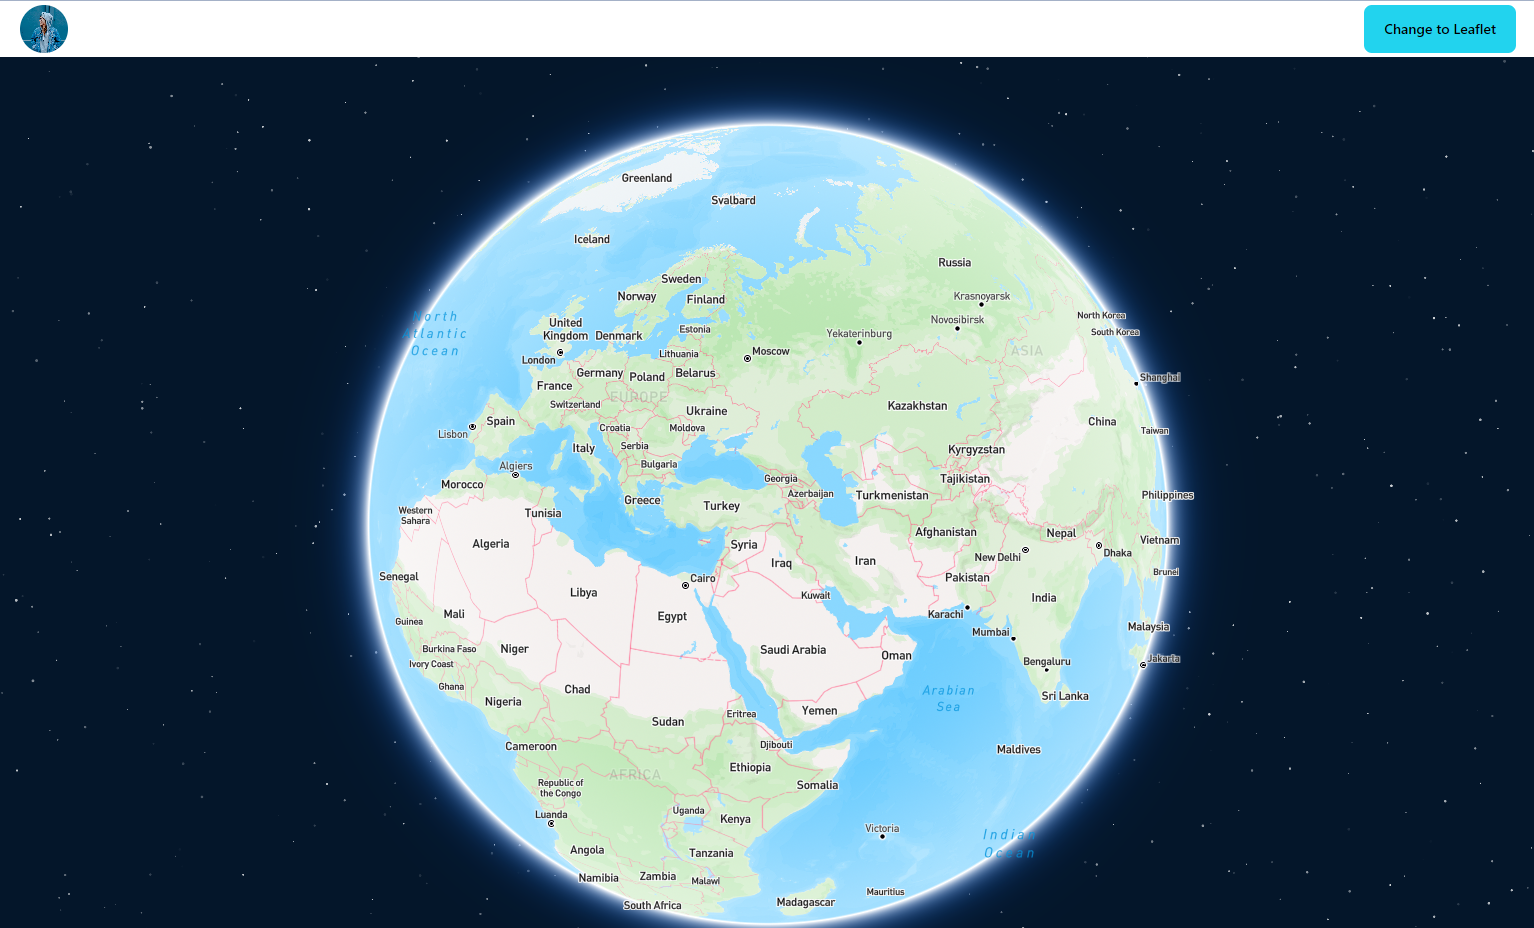 Change to Leaflet
Greenland
Svalbard
Iceland
Russia
Sweden
Krasnoyarsk
Norway
Finland
North
Atlantic
Ocean
North Korea
United
Kingdom
Novosibirsk
Estonia
South Korea
Denmark
Yekaterinburg
London
Lithuania
Moscow
ASIA
Germany
Poland
Belarus
Shanghai
France
EUROPE
Switzerland
Ukraine
Kazakhstan
Spain
China
Lisbon
Croatia
Moldova
Taiwan
Italy
Serbia
Kyrgyzstan
Algiers
Bulgaria
Morocco
Georgia
Tajikistan
Azerbaijan
Turkmenistan
Philippines
Greece
Turkey
Western
Sahara
Tunisia
Afghanistan
Nepal
Vietnam
Algeria
Syria
New Delhi
Dhaka
Iraq
Iran
Senegal
Cairo
Pakistan
Brunei
Libya
Kuwait
India
Mali
Egypt
Karachi
Guinea
Mumbai
Malaysia
Burkina Faso
Niger
Saudi Arabia
Oman
Ivory Coast
Bengaluru
Jakarta
Ghana
Chad
Arabian
Sea
Sri Lanka
Nigeria
Eritrea
Yemen
Sudan
Cameroon
Djibouti
Maldives
AFRICA
Ethiopia
Republic of
the Congo
Somalia
Luanda
Uganda
Kenya
Victoria
Indian
Ocean
Angola
Tanzania
Namibia
Zambia
Malawi
Mauritius
South Africa
Madagascar